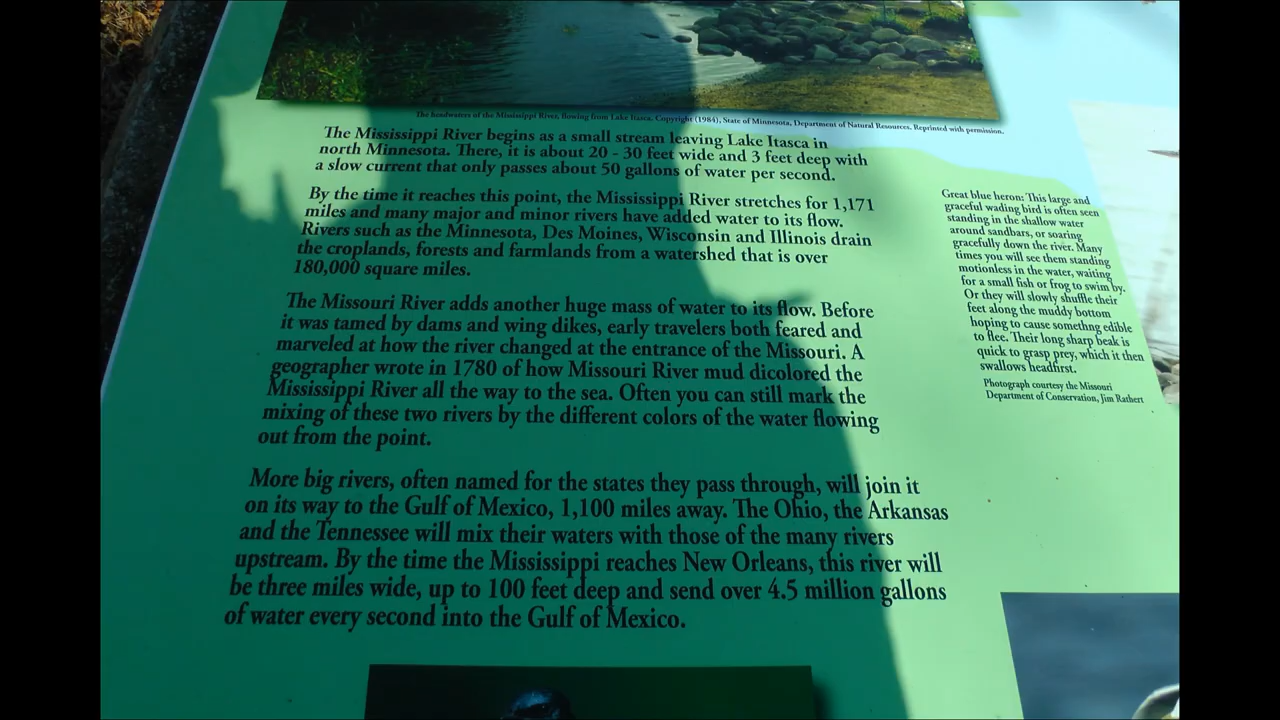 The headwaters of the Mississippi River, flowing from Lake Itasca. Copyright (1984), State of Minnesota, Department of Natural Resources. Reprinted with permission.
The Mississippi River begins as a small stream leaving Lake Itasca in
north Minnesota. There, it is about 20 - 30 feet wide and 3 feet deep with
a slow current that only passes about 50 gallons of water per second.
By the time it reaches this point, the Mississippi River stretches for 1,171
miles and many major and minor rivers have added water to its flow.
Rivers such as the Minnesota, Des Moines, Wisconsin and Illinois drain
the croplands, forests and farmlands from a watershed that is over
180,000 square miles.
The Missouri River adds another huge mass of water to its flow. Before
it was tamed by dams and wing dikes, early travelers both feared and
marveled at how the river changed at the entrance of the Missouri. A
geographer wrote in 1780 of how Missouri River mud dicolored the
Mississippi River all the way to the sea. Often you can still mark the
mixing of these two rivers by the different colors of the water flowing
out from the point.
More big rivers, often named for the states they pass through, will join it
on its way to the Gulf of Mexico, 1,100 miles away. The Ohio, the Arkansas
and the Tennessee will mix their waters with those of the many rivers
upstream. By the time the Mississippi reaches New Orleans, this river will
be three miles wide, up to 100 feet deep and send over 4.5 million gallons
of water every second into the Gulf of Mexico.
Great blue heron: This large and
graceful wading bird is often seen
standing in the shallow water
around sandbars, or soaring
gracefully down the river. Many
times you will see them standing
motionless in the water, waiting
for a small fish or frog to swim by.
Or they will slowly shuffle their
feet along the muddy bottom
hoping to cause somethng edible
to flee. Their long sharp beak is
quick to grasp prey, which it then
swallows headfirst.
Photograph courtesy the Missouri
Department of Conservation, Jim Rathert